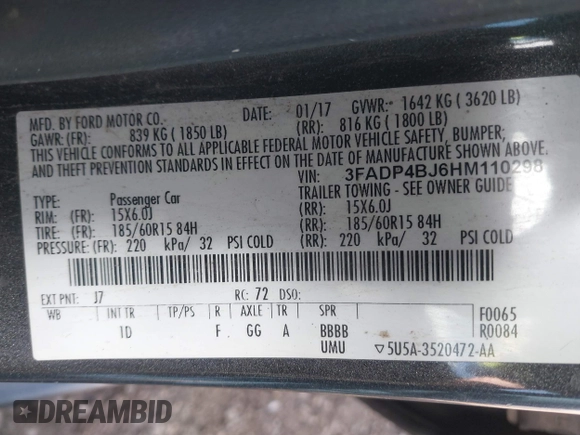 MFD. BY FORD MOTOR CO. DATE: 01/17 GVWR: 1642 KG ( 3620 LB)
GAWR: (FR): 839 KG ( 1850 LB) (RR): 816 KG ( 1800 LB)
THIS VEHICLE CONFORMS TO ALL APPLICABLE FEDERAL MOTOR VEHICLE SAFETY, BUMPER,
AND THEFT PREVENTION STANDARDS IN EFFECT ON THE DATE OF MANUFACTURE SHOWN ABOVE.
VIN: 3FADP4BJ6HM110298
TYPE: Passenger Car TRAILER TOWING - SEE OWNER GUIDE
RIM: (FR): 15X6.0J (RR): 15X6.0J
TIRE: (FR): 185/60R15 84H (RR): 185/60R15 84H
PRESSURE: (FR): 220 kPa/ 32 PSI COLD (RR): 220 kPa/ 32 PSI COLD
EXT PNT: J7 RC: 72 DSO:
WB INT TR TP/PS R AXLE TR SPR F0065
1D F GG A BBBB R0084
UMU ▽5U5A-3520472-AA
DREAMBID